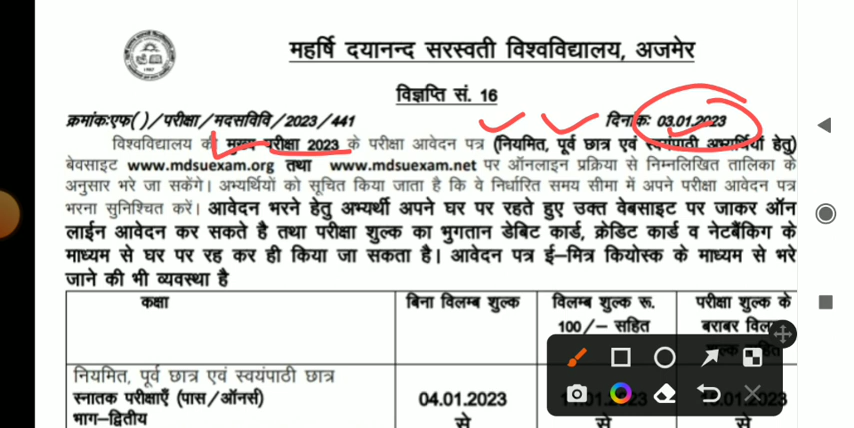 महर्षि दयानन्द सरस्वती विश्वविद्यालय, अजमेर
विज्ञप्ति सं. 16
क्रमांक:एफ( )/परीक्षा/मदसविवि/2023/441 दिनांक: 03.01.2023
विश्वविद्यालय की मुख्य परीक्षा 2023 के परीक्षा आवेदन पत्र (नियमित, पूर्व छात्र एवं स्वयंपाठी अभ्यर्थियों हेतु)
बेवसाइट www.mdsuexam.org तथा www.mdsuexam.net पर ऑनलाइन प्रक्रिया से निम्नलिखित तालिका के
अनुसार भरे जा सकेंगे। अभ्यर्थियों को सूचित किया जाता है कि वे निर्धारित समय सीमा में अपने परीक्षा आवेदन पत्र
भरना सुनिश्चित करें। आवेदन भरने हेतु अभ्यर्थी अपने घर पर रहते हुए उक्त वेबसाइट पर जाकर ऑन
लाईन आवेदन कर सकते है तथा परीक्षा शुल्क का भुगतान डेबिट कार्ड, क्रेडिट कार्ड व नेटबैंकिग के
माध्यम से घर पर रह कर ही किया जा सकता है। आवेदन पत्र ई-मित्र कियोस्क के माध्यम से भरे
जाने की भी व्यवस्था है
कक्षा बिना विलम्ब शुल्क विलम्ब शुल्क रू. परीक्षा शुल्क के
100/- सहित बराबर
नियमित, पूर्व छात्र एवं स्वयंपाठी छात्र
स्नातक परीक्षाएँ (पास/ऑनर्स) 04.01.2023
भाग-द्वितीय से से से